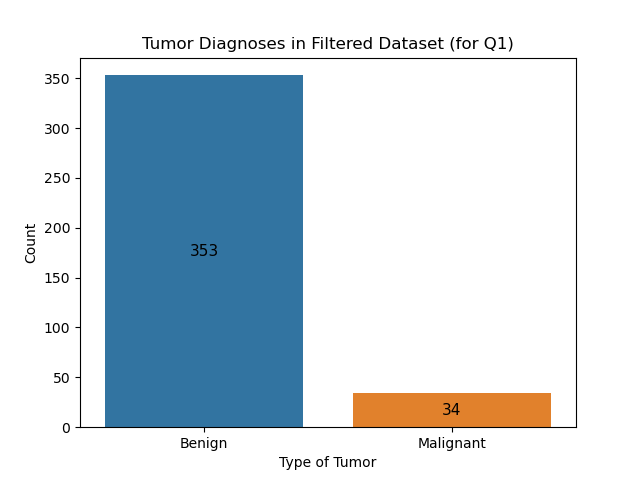 Tumor Diagnoses in Filtered Dataset (for Q1)
350
300
250
200
150
100
50
0
Count
353
34
Benign
Malignant
Type of Tumor